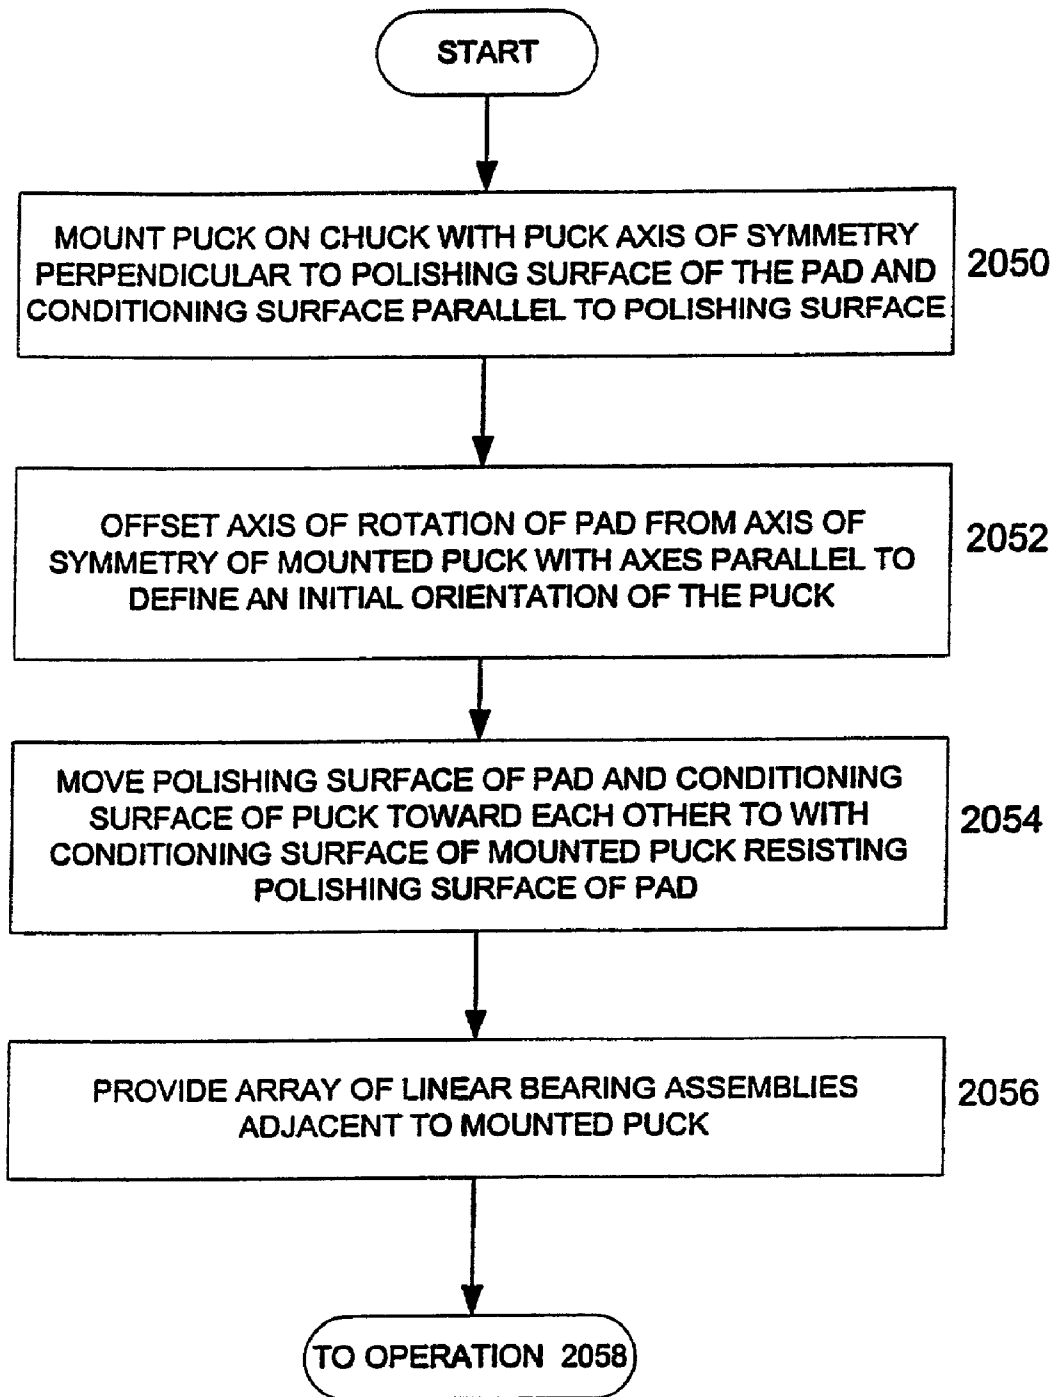 START
MOUNT PUCK ON CHUCK WITH PUCK AXIS OF SYMMETRY
PERPENDICULAR TO POLISHING SURFACE OF THE PAD AND
CONDITIONING SURFACE PARALLEL TO POLISHING SURFACE
2050
OFFSET AXIS OF ROTATION OF PAD FROM AXIS OF
SYMMETRY OF MOUNTED PUCK WITH AXES PARALLEL TO
DEFINE AN INITIAL ORIENTATION OF THE PUCK
2052
MOVE POLISHING SURFACE OF PAD AND CONDITIONING
SURFACE OF PUCK TOWARD EACH OTHER TO WITH
CONDITIONING SURFACE OF MOUNTED PUCK RESISTING
POLISHING SURFACE OF PAD
2054
PROVIDE ARRAY OF LINEAR BEARING ASSEMBLIES
ADJACENT TO MOUNTED PUCK
2056
TO OPERATION 2058